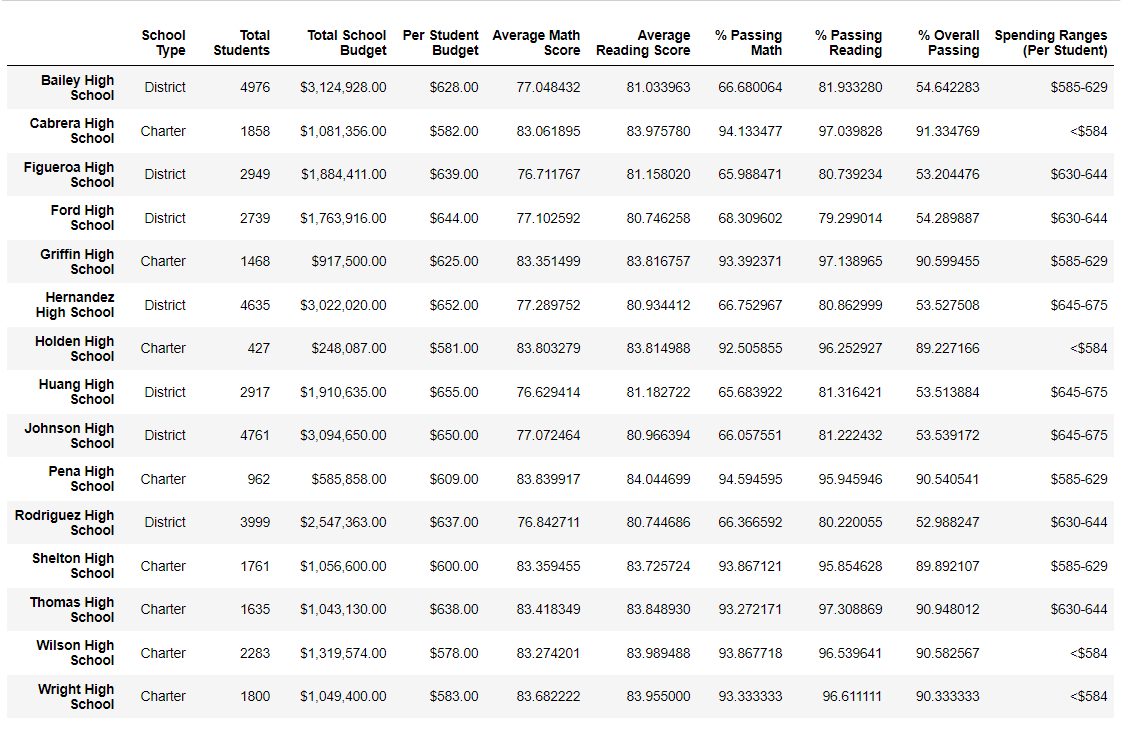 School Type Total Students Total School Budget Per Student Budget Average Math Score Average Reading Score % Passing Math % Passing Reading % Overall Passing Spending Ranges (Per Student)
Bailey High School District 4976 $3,124,928.00 $628.00 77.048432 81.033963 66.680064 81.933280 54.642283 $585-629
Cabrera High School Charter 1858 $1,081,356.00 $582.00 83.061895 83.975780 94.133477 97.039828 91.334769 <$584
Figueroa High School District 2949 $1,884,411.00 $639.00 76.711767 81.158020 65.988471 80.739234 53.204476 $630-644
Ford High School District 2739 $1,763,916.00 $644.00 77.102592 80.746258 68.309602 79.299014 54.289887 $630-644
Griffin High School Charter 1468 $917,500.00 $625.00 83.351499 83.816757 93.392371 97.138965 90.599455 $585-629
Hernandez High School District 4635 $3,022,020.00 $652.00 77.289752 80.934412 66.752967 80.862999 53.527508 $645-675
Holden High School Charter 427 $248,087.00 $581.00 83.803279 83.814988 92.505855 96.252927 89.227166 <$584
Huang High School District 2917 $1,910,635.00 $655.00 76.629414 81.182722 65.683922 81.316421 53.513884 $645-675
Johnson High School District 4761 $3,094,650.00 $650.00 77.072464 80.966394 66.057551 81.222432 53.539172 $645-675
Pena High School Charter 962 $585,858.00 $609.00 83.839917 84.044699 94.594595 95.945946 90.540541 $585-629
Rodriguez High School District 3999 $2,547,363.00 $637.00 76.842711 80.744686 66.366592 80.220055 52.988247 $630-644
Shelton High School Charter 1761 $1,056,600.00 $600.00 83.359455 83.725724 93.867121 95.854628 89.892107 $585-629
Thomas High School Charter 1635 $1,043,130.00 $638.00 83.418349 83.848930 93.272171 97.308869 90.948012 $630-644
Wilson High School Charter 2283 $1,319,574.00 $578.00 83.274201 83.989488 93.867718 96.539641 90.582567 <$584
Wright High School Charter 1800 $1,049,400.00 $583.00 83.682222 83.955000 93.333333 96.611111 90.333333 <$584